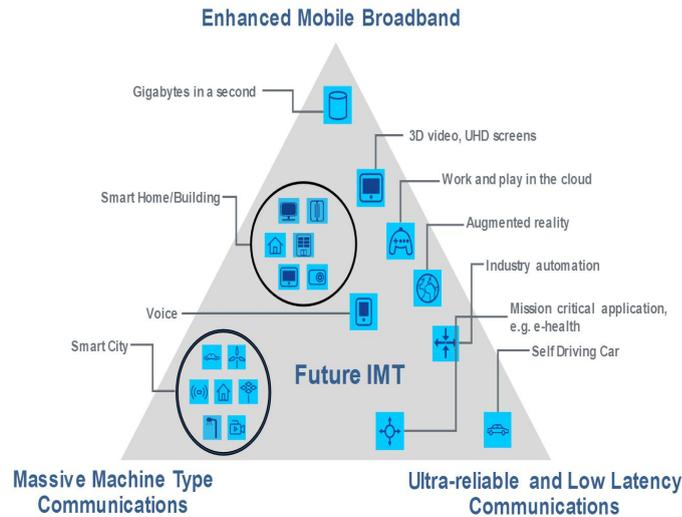 Enhanced Mobile Broadband
Gigabytes in a second
3D video, UHD screens
Work and play in the cloud
Smart Home/Building
Augmented reality
Industry automation
Mission critical application,
e.g. e-health
Voice
Smart City
Self Driving Car
Future IMT
Massive Machine Type
Communications
Ultra-reliable and Low Latency
Communications